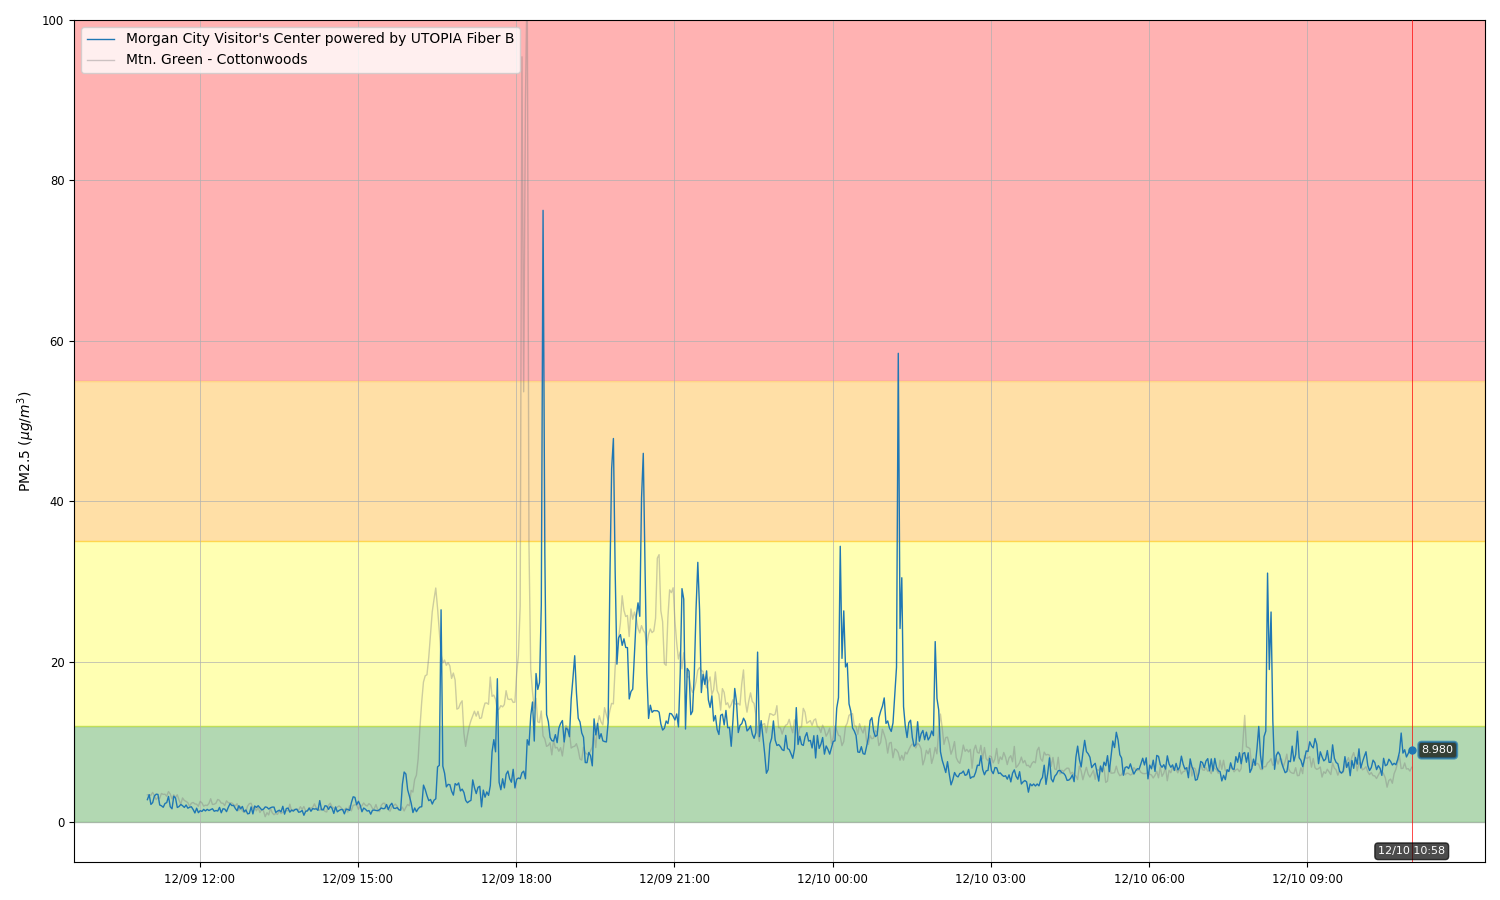 100
Morgan City Visitor's Center powered by UTOPIA Fiber B
Mtn. Green - Cottonwoods
80
60
PM2.5 (μg/m³)
40
20
8.980
0
12/10 10:58
12/09 12:00 12/09 15:00 12/09 18:00 12/09 21:00 12/10 00:00 12/10 03:00 12/10 06:00 12/10 09:00